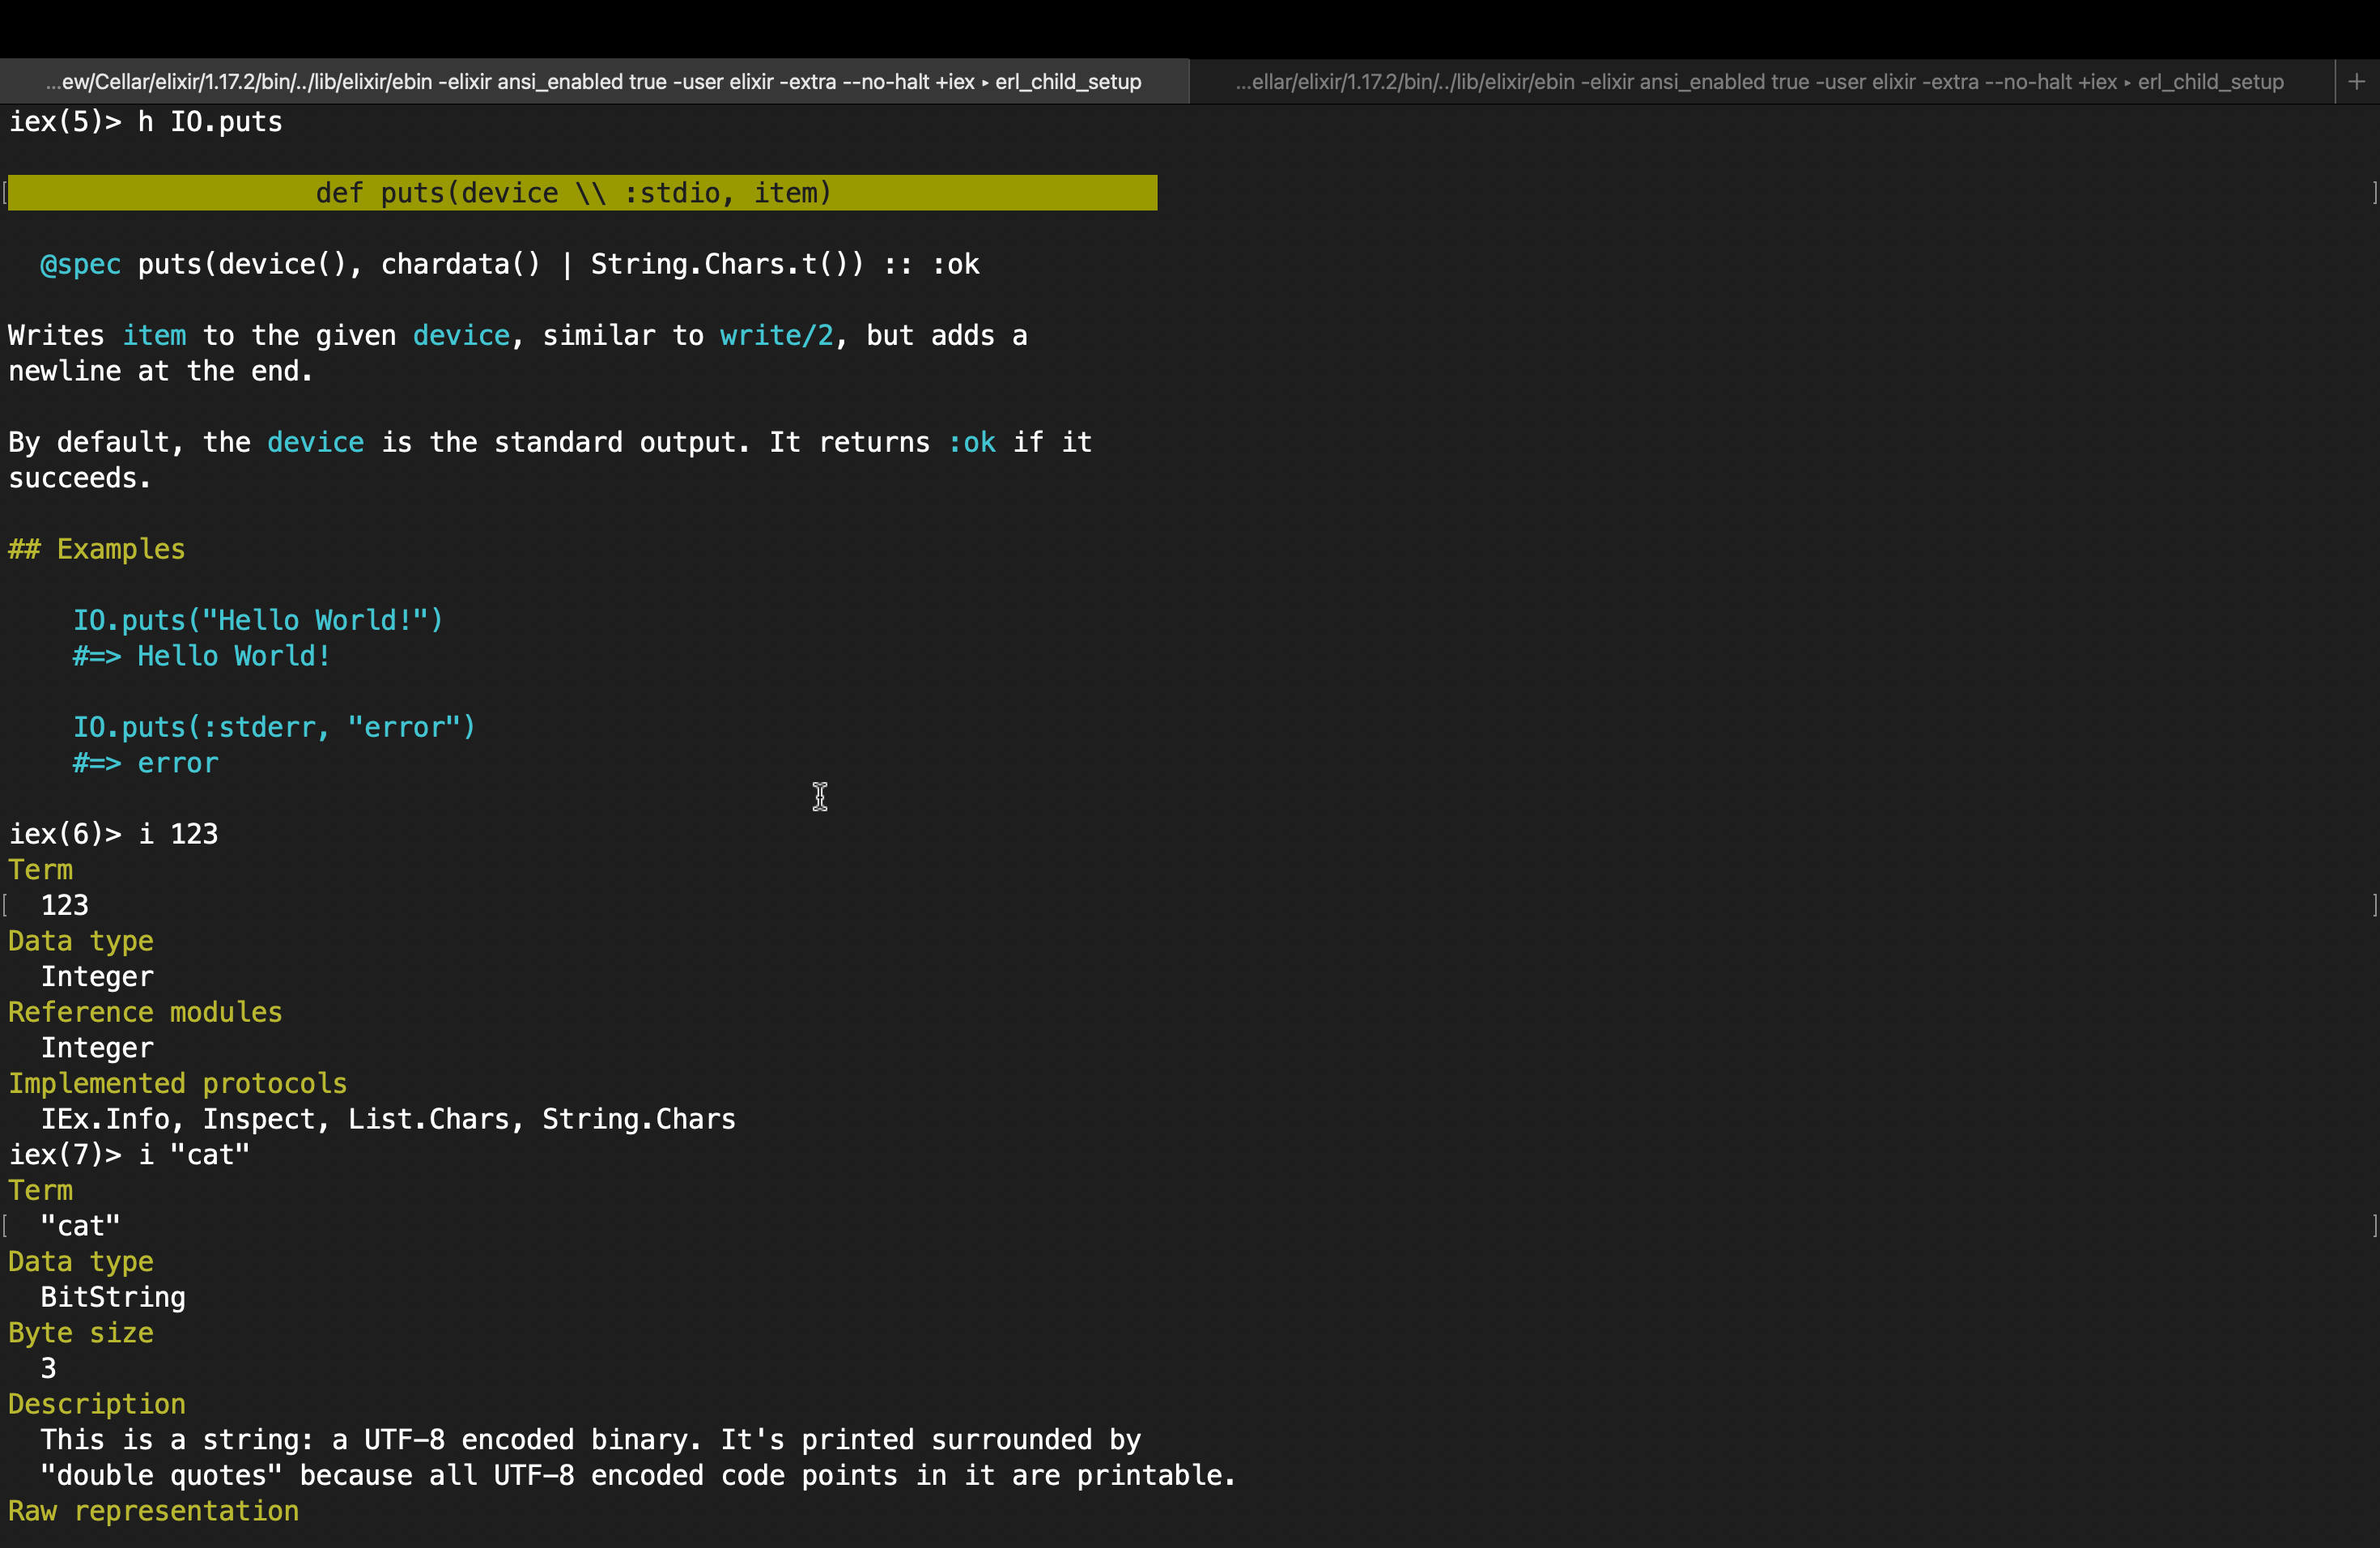 ...ew/Cellar/elixir/1.17.2/bin/../lib/elixir/ebin -elixir ansi_enabled true -user elixir -extra --no-halt +iex ▸ erl_child_setup
...ellar/elixir/1.17.2/bin/../lib/elixir/ebin -elixir ansi_enabled true -user elixir -extra --no-halt +iex ▸ erl_child_setup
+
iex(5)> h IO.puts
[                   def puts(device \\ :stdio, item)                    ]
  @spec puts(device(), chardata() | String.Chars.t()) :: :ok
Writes item to the given device, similar to write/2, but adds a
newline at the end.
By default, the device is the standard output. It returns :ok if it
succeeds.
## Examples
    IO.puts("Hello World!")
    #=> Hello World!
    IO.puts(:stderr, "error")
    #=> error
iex(6)> i 123
Term
[ 123 ]
Data type
  Integer
Reference modules
  Integer
Implemented protocols
  IEx.Info, Inspect, List.Chars, String.Chars
iex(7)> i "cat"
Term
[ "cat" ]
Data type
  BitString
Byte size
  3
Description
  This is a string: a UTF-8 encoded binary. It's printed surrounded by
  "double quotes" because all UTF-8 encoded code points in it are printable.
Raw representation